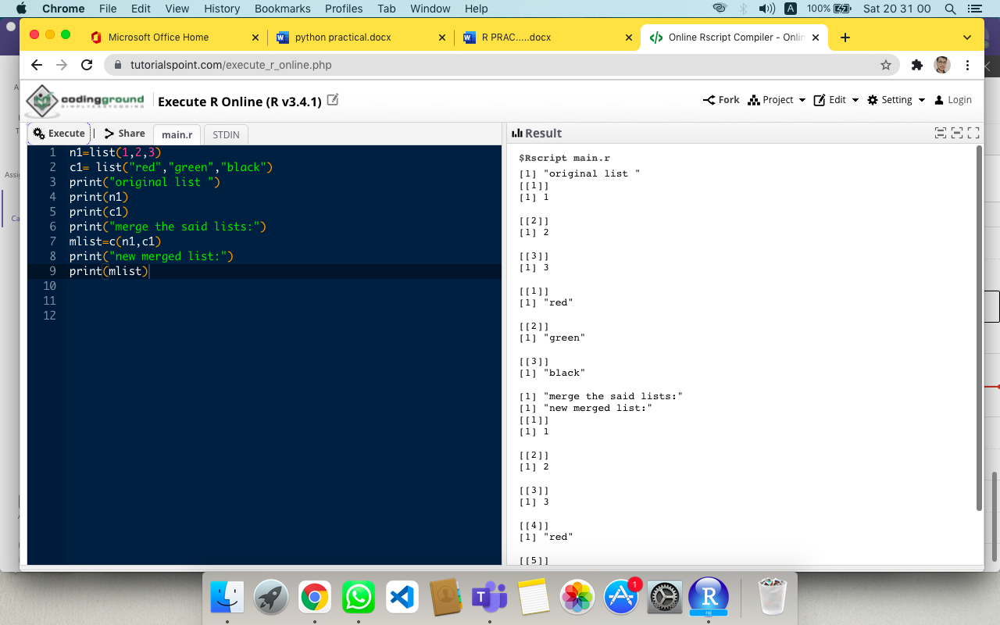 Chrome File Edit View History Bookmarks Profiles Tab Window Help A 100% Sat 20 31 00
Microsoft Office Home python practical.docx R PRAC.....docx Online Rscript Compiler - Onlin
tutorialspoint.com/execute_r_online.php
codingground Execute R Online (R v3.4.1) Fork Project Edit Setting Login
SIMPLYEASYCODING
Execute | Share main.r STDIN
1 n1=list(1,2,3)
2 c1= list("red","green","black")
3 print("original list ")
4 print(n1)
5 print(c1)
6 print("merge the said lists:")
7 mlist=c(n1,c1)
8 print("new merged list:")
9 print(mlist)
10
11
12
Result
$Rscript main.r
[1] "original list "
[[1]]
[1] 1
[[2]]
[1] 2
[[3]]
[1] 3
[[1]]
[1] "red"
[[2]]
[1] "green"
[[3]]
[1] "black"
[1] "merge the said lists:"
[1] "new merged list:"
[[1]]
[1] 1
[[2]]
[1] 2
[[3]]
[1] 3
[[4]]
[1] "red"
[[5]]
Assig
Ca
1
T
R
raj